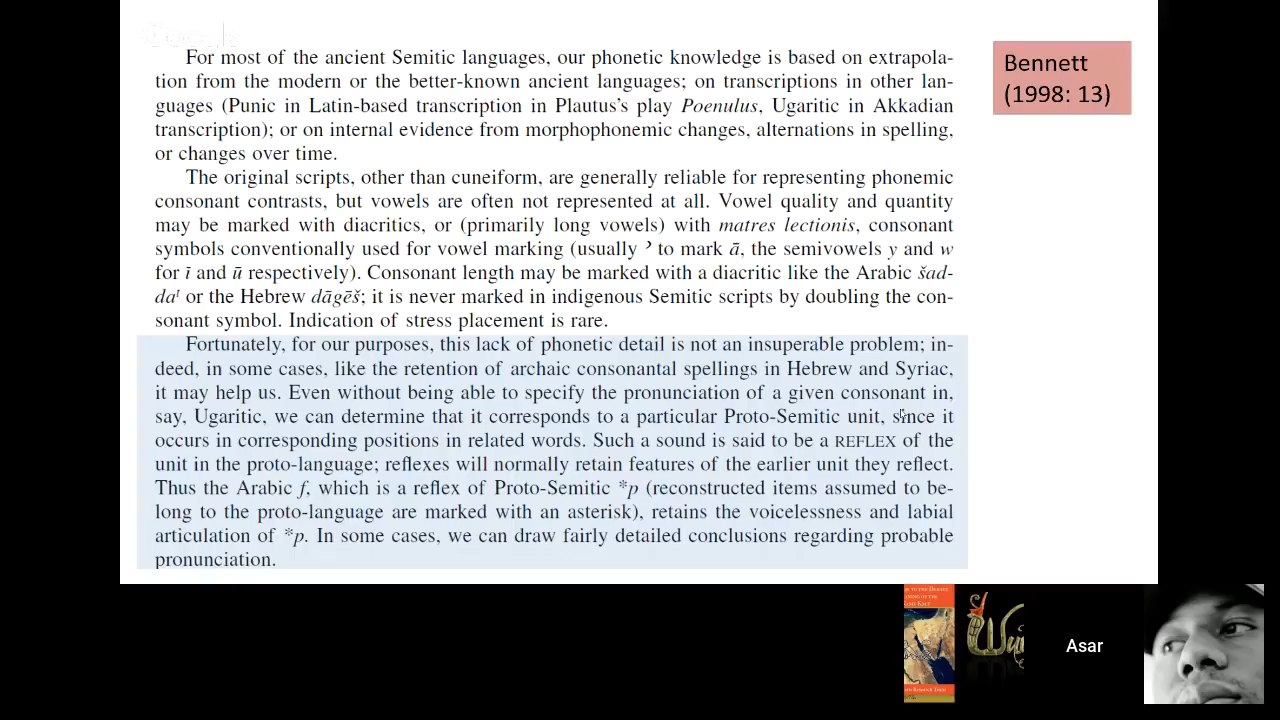 For most of the ancient Semitic languages, our phonetic knowledge is based on extrapola-
tion from the modern or the better-known ancient languages; on transcriptions in other lan-
guages (Punic in Latin-based transcription in Plautus’s play Poenulus, Ugaritic in Akkadian
transcription); or on internal evidence from morphophonemic changes, alternations in spelling,
or changes over time.
The original scripts, other than cuneiform, are generally reliable for representing phonemic
consonant contrasts, but vowels are often not represented at all. Vowel quality and quantity
may be marked with diacritics, or (primarily long vowels) with matres lectionis, consonant
symbols conventionally used for vowel marking (usually ʾ to mark ā, the semivowels y and w
for ī and ū respectively). Consonant length may be marked with a diacritic like the Arabic šad-
daᵗ or the Hebrew dāgēš; it is never marked in indigenous Semitic scripts by doubling the con-
sonant symbol. Indication of stress placement is rare.
Fortunately, for our purposes, this lack of phonetic detail is not an insuperable problem; in-
deed, in some cases, like the retention of archaic consonantal spellings in Hebrew and Syriac,
it may help us. Even without being able to specify the pronunciation of a given consonant in,
say, Ugaritic, we can determine that it corresponds to a particular Proto-Semitic unit, since it
occurs in corresponding positions in related words. Such a sound is said to be a REFLEX of the
unit in the proto-language; reflexes will normally retain features of the earlier unit they reflect.
Thus the Arabic f, which is a reflex of Proto-Semitic *p (reconstructed items assumed to be-
long to the proto-language are marked with an asterisk), retains the voicelessness and labial
articulation of *p. In some cases, we can draw fairly detailed conclusions regarding probable
pronunciation.
Bennett
(1998: 13)
Asar